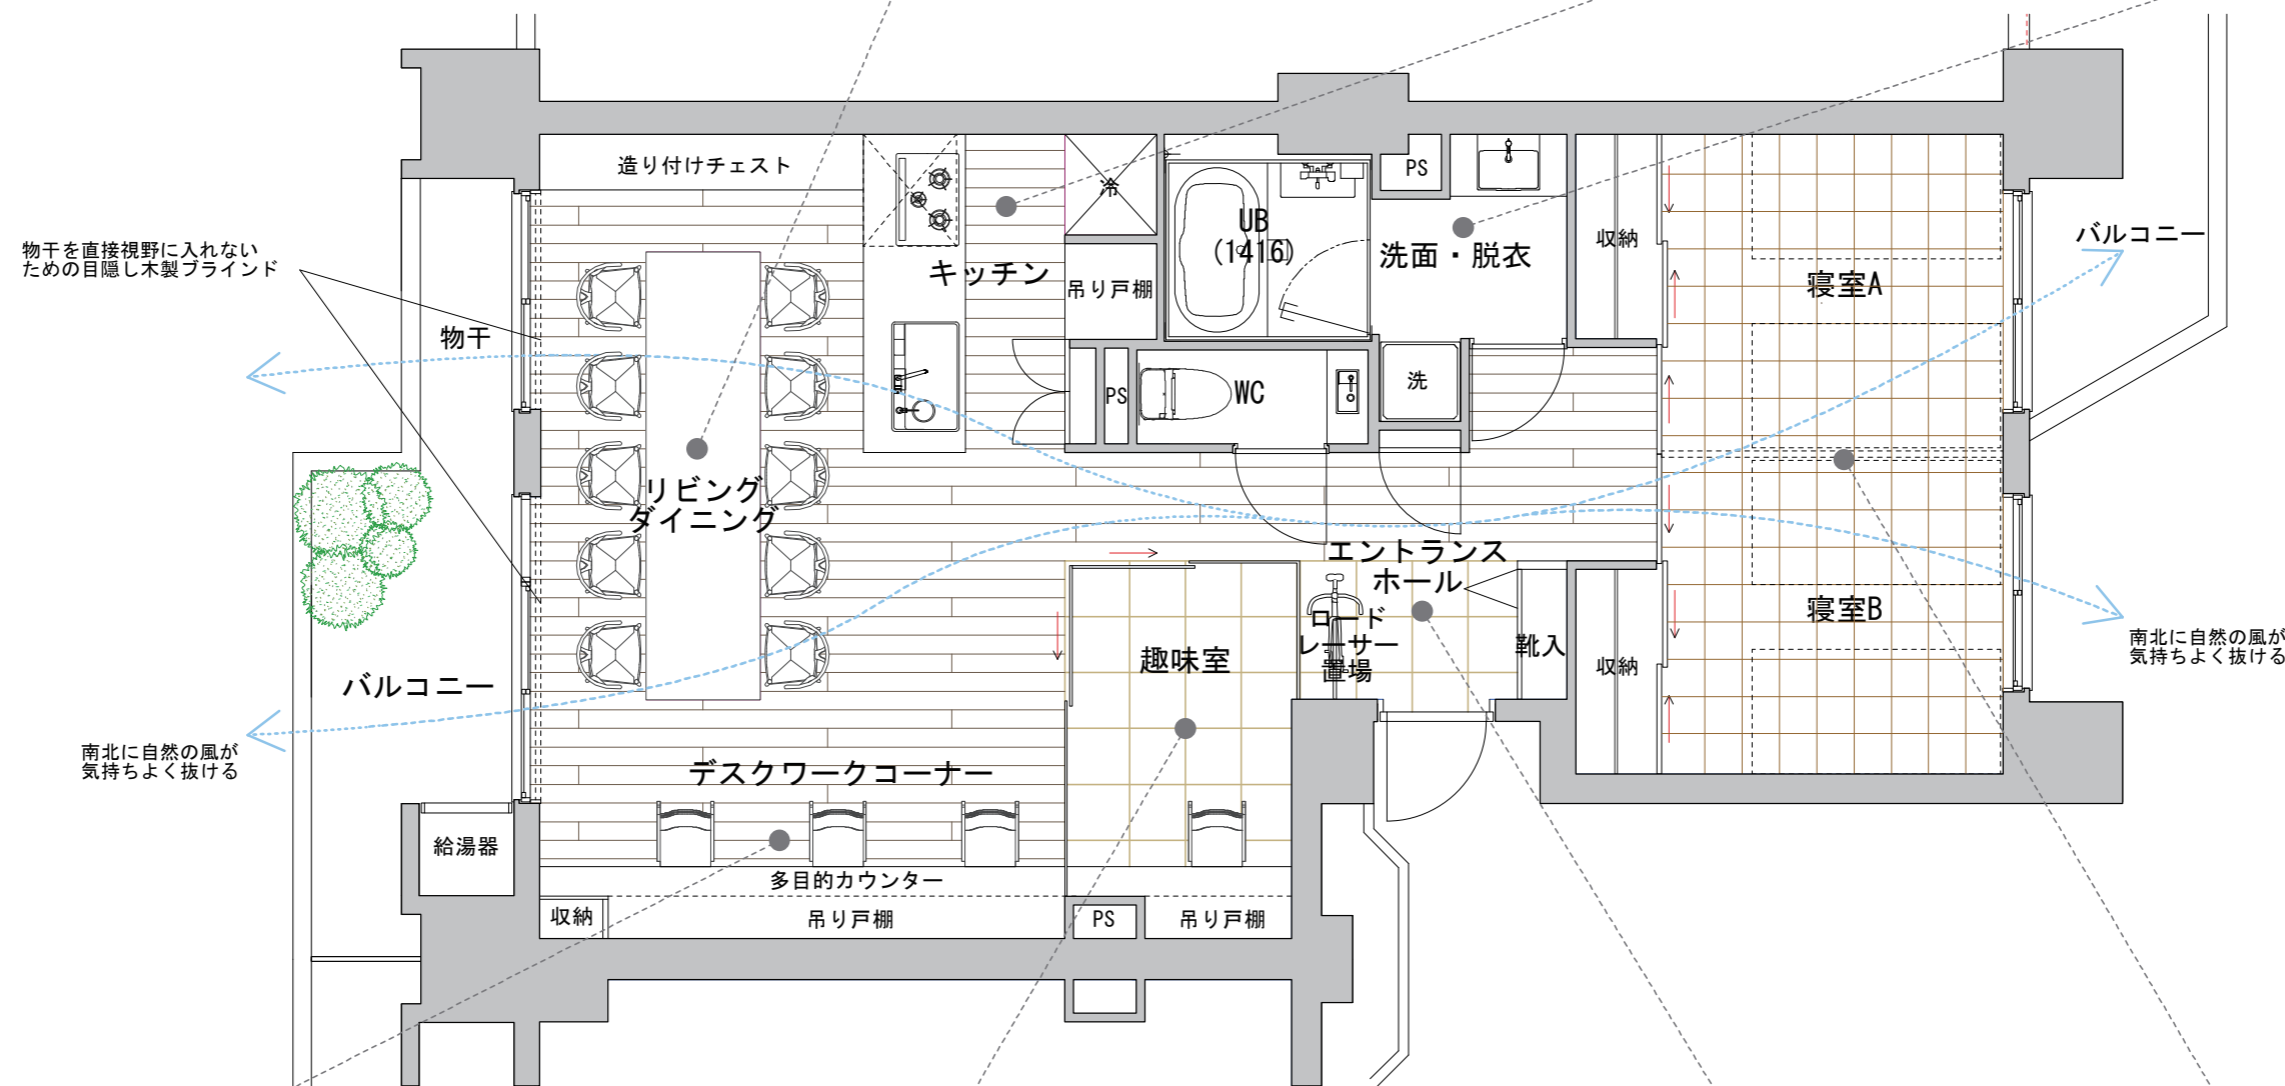 造り付けチェスト
冷
UB
(1416)
PS
洗面・脱衣
収納
寝室A
バルコニー
物干を直接視野に入れない
ための目隠し木製ブラインド
キッチン
吊り戸棚
物干
PS
WC
洗
リビング
ダイニング
エントランス
ホール
ロード
レーサー
置場
靴入
寝室B
収納
南北に自然の風が
気持ちよく抜ける
趣味室
バルコニー
南北に自然の風が
気持ちよく抜ける
デスクワークコーナー
給湯器
多目的カウンター
収納
吊り戸棚
PS
吊り戸棚